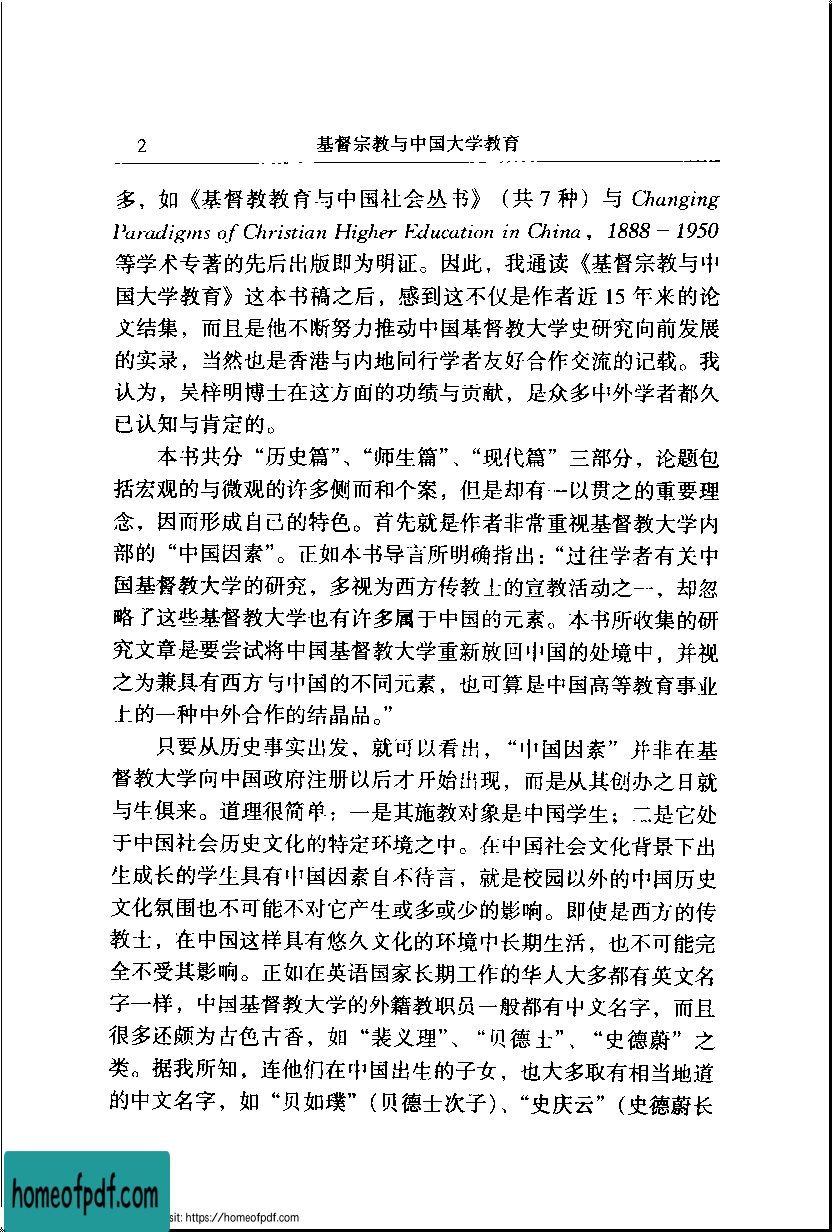 2 基督宗教与中国大学教育
多，如《基督教教育与中国社会丛书》（共 7 种）与 Changing
Paradigms of Christian Higher Education in China，1888 - 1950
等学术专著的先后出版即为明证。因此，我通读《基督宗教与中
国大学教育》这本书稿之后，感到这不仅是作者近 15 年来的论
文结集，而且是他不断努力推动中国基督教大学史研究向前发展
的实录，当然也是香港与内地同行学者友好合作交流的记载。我
认为，吴梓明博士在这方面的功绩与贡献，是众多中外学者都久
已认知与肯定的。
本书共分“历史篇”、“师生篇”、“现代篇”三部分，论题包
括宏观的与微观的许多侧面和个案，但是却有一以贯之的重要理
念，因而形成自己的特色。首先就是作者非常重视基督教大学内
部的“中国因素”。正如本书导言所明确指出：“过往学者有关中
国基督教大学的研究，多视为西方传教士的宣教活动之一，却忽
略了这些基督教大学也有许多属于中国的元素。本书所收集的研
究文章是要尝试将中国基督教大学重新放回中国的处境中，并视
之为兼具有西方与中国的不同元素，也可算是中国高等教育事业
上的一种中外合作的结晶品。”
只要从历史事实出发，就可以看出，“中国因素”并非在基
督教大学向中国政府注册以后才开始出现，而是从其创办之日就
与生俱来。道理很简单：一是其施教对象是中国学生；二是它处
于中国社会历史文化的特定环境之中。在中国社会文化背景下出
生成长的学生具有中国因素自不待言，就是校园以外的中国历史
文化氛围也不可能不对它产生或多或少的影响。即使是西方的传
教士，在中国这样具有悠久文化的环境中长期生活，也不可能完
全不受其影响。正如在英语国家长期工作的华人大多都有英文名
字一样，中国基督教大学的外籍教职员一般都有中文名字，而且
很多还颇为古色古香，如“裴义理”、“贝德士”、“史德蔚”之
类。据我所知，连他们在中国出生的子女，也大多取有相当地道
的中文名字，如“贝如璞”（贝德士次子）、“史庆云”（史德蔚长
homeofpdf.com
sit: https://homeofpdf.com